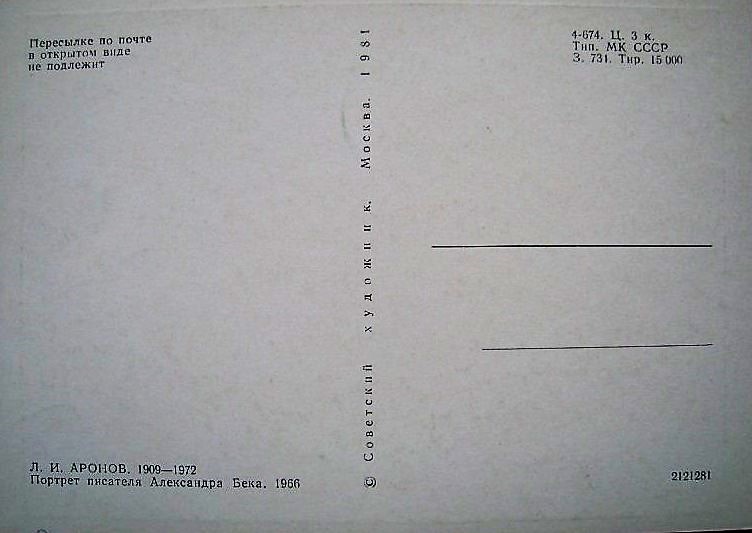 Пересылке по почте
в открытом виде
не подлежит
4-674. Ц. 3 к.
Тип. МК СССР
З. 731. Тир. 15 000
© Советский художник. Москва. 1981
Л. И. АРОНОВ. 1909—1972
Портрет писателя Александра Бека. 1966
2121281